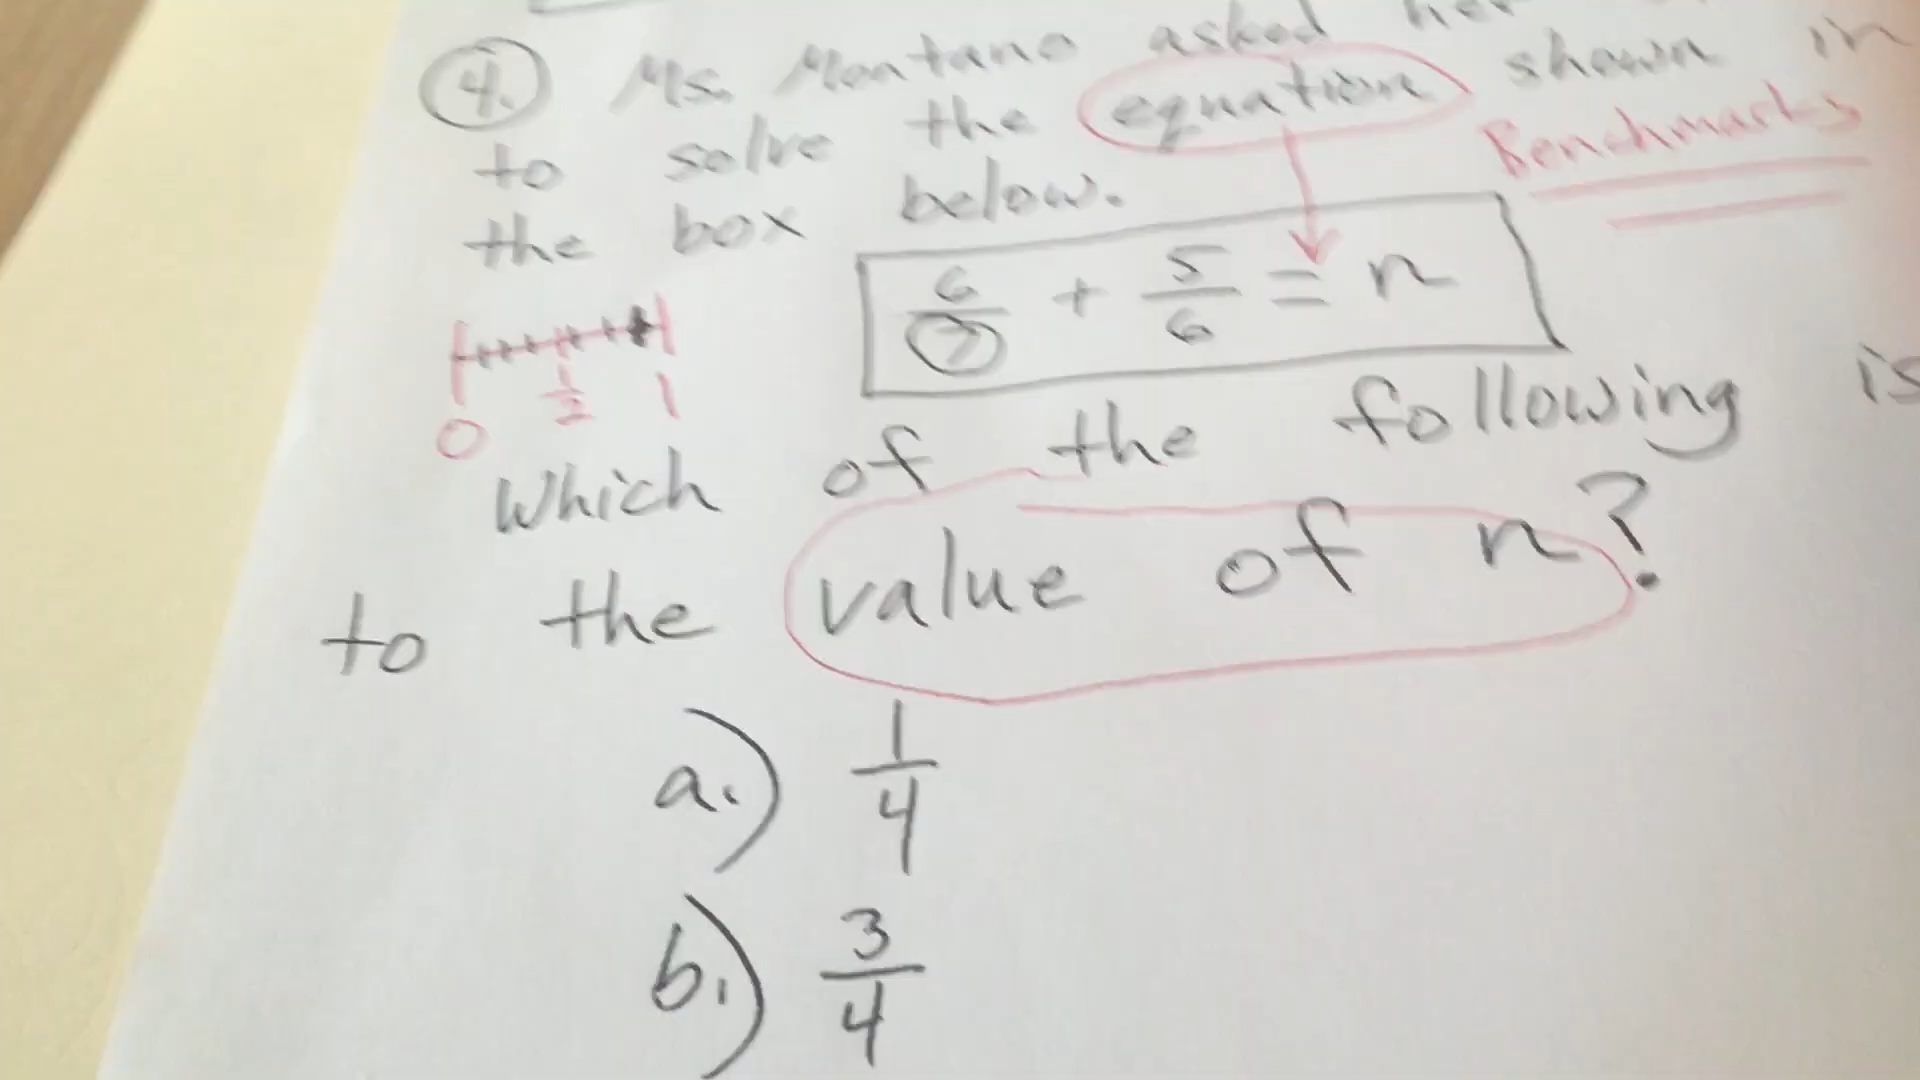 4. Ms. Montano asked her
to solve the equation shown in
the box below.
Benchmarks
6/7 + 5/6 = n
0 1/2 1
Which of the following is
to the value of n?
a.) 1/4
b.) 3/4